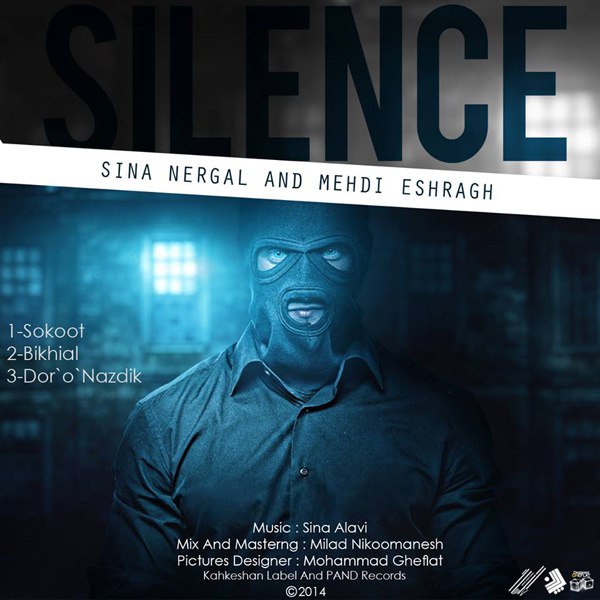 SILENCE
SINA NERGAL AND MEHDI ESHRAGH
1-Sokoot
2-Bikhial
3-Dor`o`Nazdik
Music : Sina Alavi
Mix And Masterng : Milad Nikoomanesh
Pictures Designer : Mohammad Gheflat
Kahkeshan Label And PAND Records
©2014